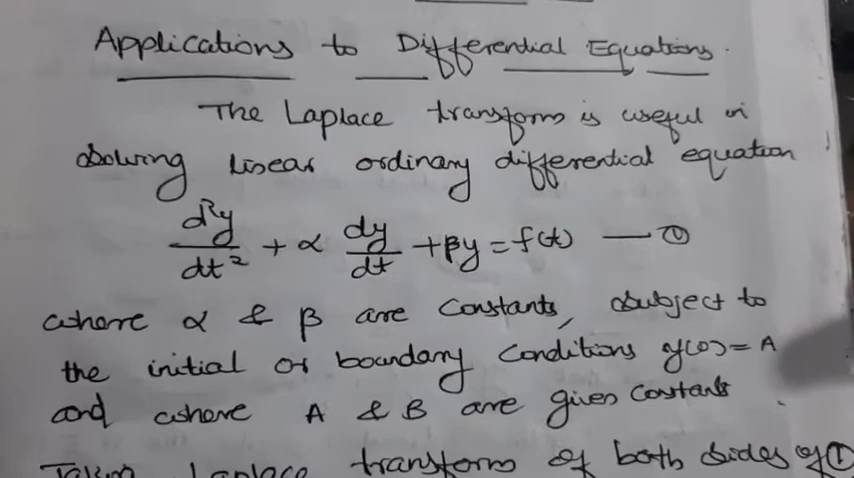 Applications to Differential Equations.
The Laplace transform is useful in
solving linear ordinary differential equation
d²y/dt² + α dy/dt + βy = f(t) — ①
where α & β are constants, subject to
the initial or boundary conditions y(0) = A
and where A & B are given constants.
Taking Laplace transform of both sides of ①